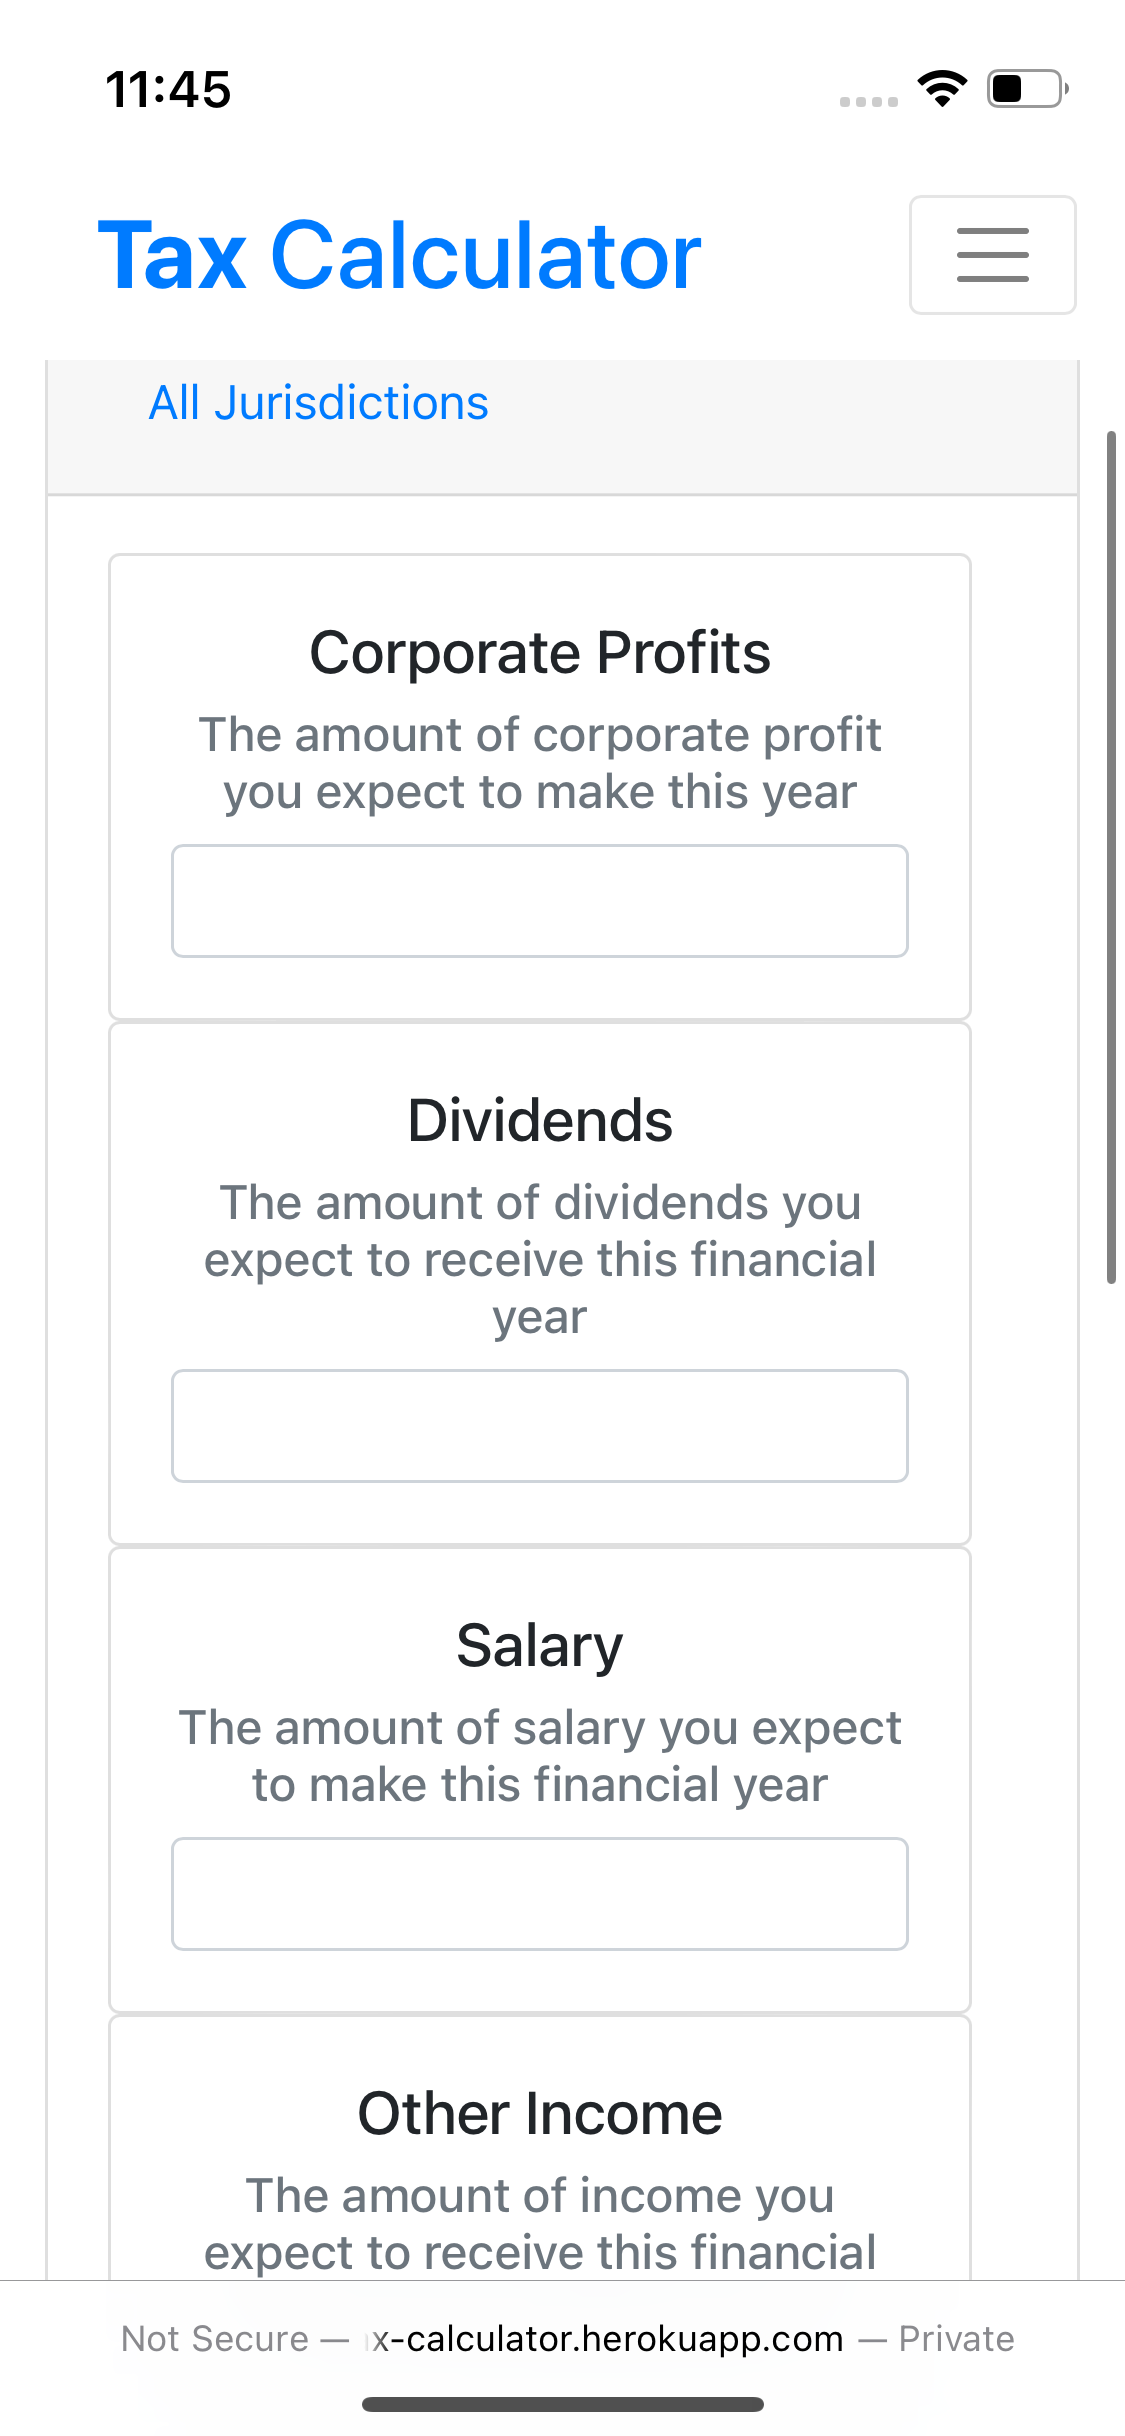 11:45
Tax Calculator
All Jurisdictions
Corporate Profits
The amount of corporate profit
you expect to make this year
Dividends
The amount of dividends you
expect to receive this financial
year
Salary
The amount of salary you expect
to make this financial year
Other Income
The amount of income you
expect to receive this financial
Not Secure — x-calculator.herokuapp.com — Private